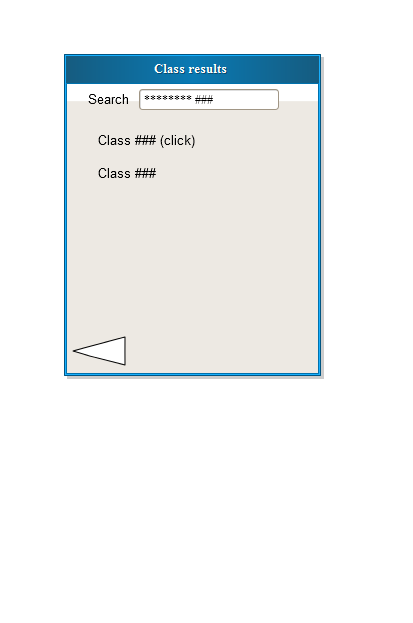 Class results
Search ******** ###
Class ### (click)
Class ###